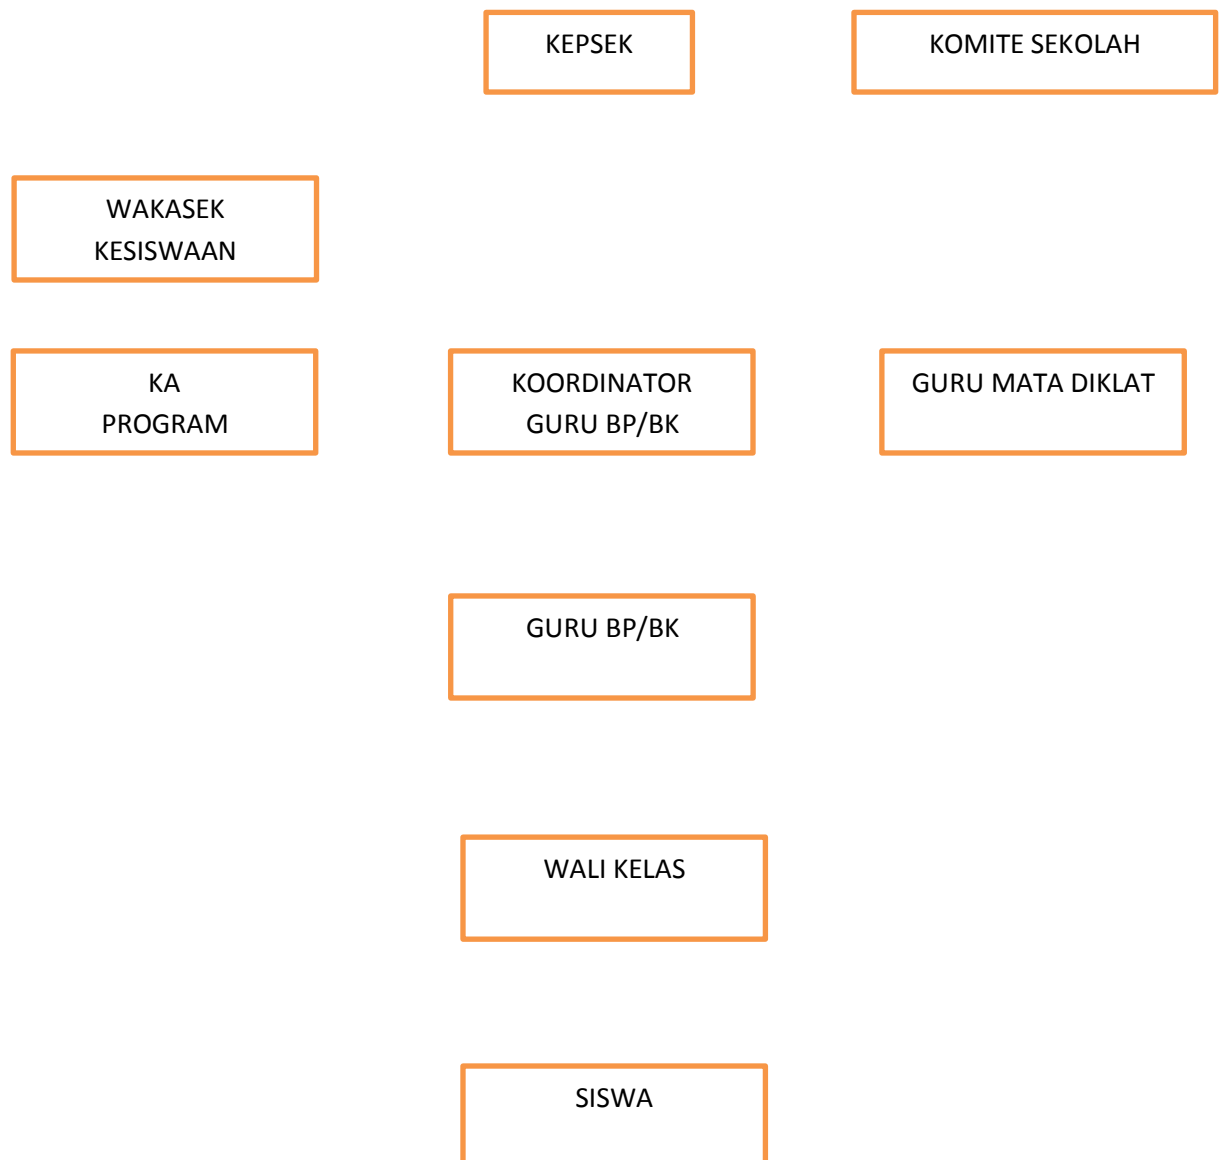 KEPSEK
KOMITE SEKOLAH
WAKASEK
KESISWAAN
KA
PROGRAM
KOORDINATOR
GURU BP/BK
GURU MATA DIKLAT
GURU BP/BK
WALI KELAS
SISWA